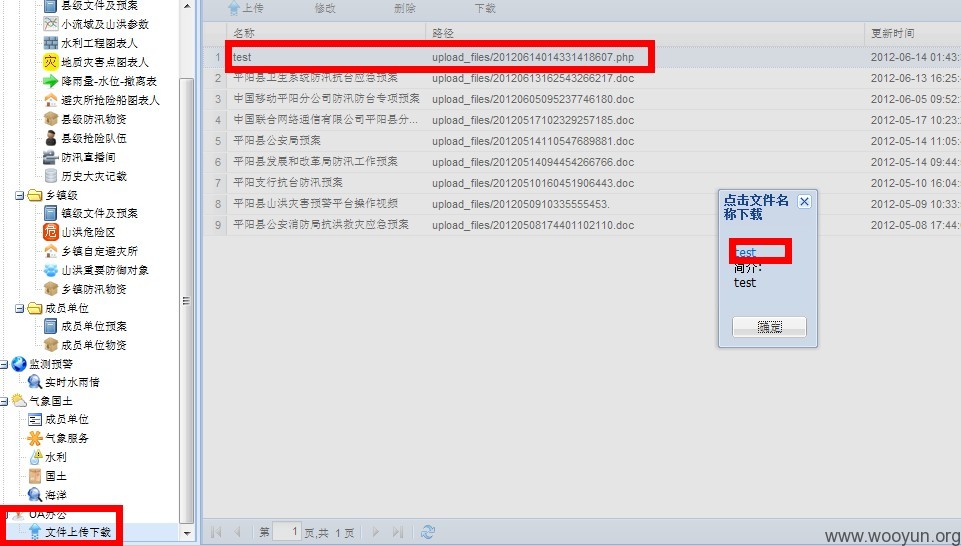 县级文件及预案
小流域及山洪参数
水利工程图表人
灾 地质灾害点图表人
降雨量-水位-撤离表
避灾所抢险船图表人
县级防汛物资
县级抢险队伍
防汛直播间
历史大灾记载
乡镇级
镇级文件及预案
危 山洪危险区
乡镇自定避灾所
山洪重要防御对象
乡镇防汛物资
成员单位
成员单位预案
成员单位物资
监测预警
实时水雨情
气象国土
成员单位
气象服务
水利
国土
海洋
OA办公
文件上传下载
上传 修改 删除 下载
名称 路径 更新时间
1 test upload_files/20120614014331418607.php 2012-06-14 01:43:
2 平阳县卫生系统防汛抗台应急预案 upload_files/20120613162543266217.doc 2012-06-13 16:25:
3 中国移动平阳分公司防汛防台专项预案 upload_files/20120605095237746180.doc 2012-06-05 09:52:
4 中国联合网络通信有限公司平阳县分... upload_files/20120517102329257185.doc 2012-05-17 10:23:
5 平阳县公安局预案 upload_files/20120514110547689881.doc 2012-05-14 11:05:
6 平阳县发展和改革局防汛工作预案 upload_files/20120514094454266766.doc 2012-05-14 09:44:
7 平阳支行抗台防汛预案 upload_files/20120510160451906443.doc 2012-05-10 16:04:
8 平阳县山洪灾害预警平台操作视频 upload_files/2012050910335555453. 2012-05-09 10:33:
9 平阳县公安消防局抗洪救灾应急预案 upload_files/20120508174401102110.doc 2012-05-08 17:44:
点击文件名
称下载
test
简介:
test
确定
第 1 页,共 1 页
www.wooyun.org